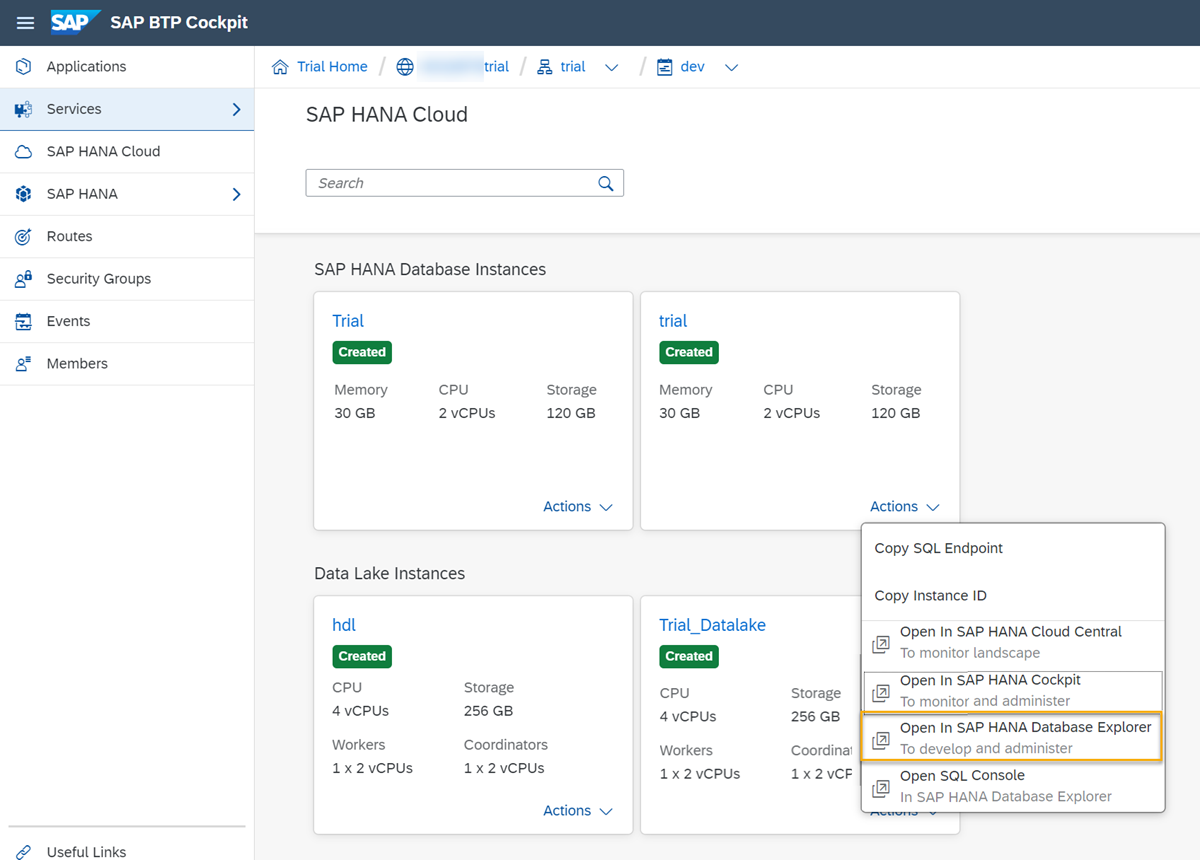 SAP SAP BTP Cockpit
Applications
Services
SAP HANA Cloud
SAP HANA
Routes
Security Groups
Events
Members
Useful Links
Trial Home / trial / trial / dev
SAP HANA Cloud
Search
SAP HANA Database Instances
Trial
Created
Memory CPU Storage
30 GB 2 vCPUs 120 GB
Actions
trial
Created
Memory CPU Storage
30 GB 2 vCPUs 120 GB
Actions
Copy SQL Endpoint
Copy Instance ID
Open In SAP HANA Cloud Central
To monitor landscape
Open In SAP HANA Cockpit
To monitor and administer
Open In SAP HANA Database Explorer
To develop and administer
Open SQL Console
In SAP HANA Database Explorer
Data Lake Instances
hdl
Created
CPU Storage
4 vCPUs 256 GB
Workers Coordinators
1 x 2 vCPUs 1 x 2 vCPUs
Actions
Trial_Datalake
Created
CPU Storage
4 vCPUs 256 GB
Workers Coordinat
1 x 2 vCPUs 1 x 2 vCP
Actions